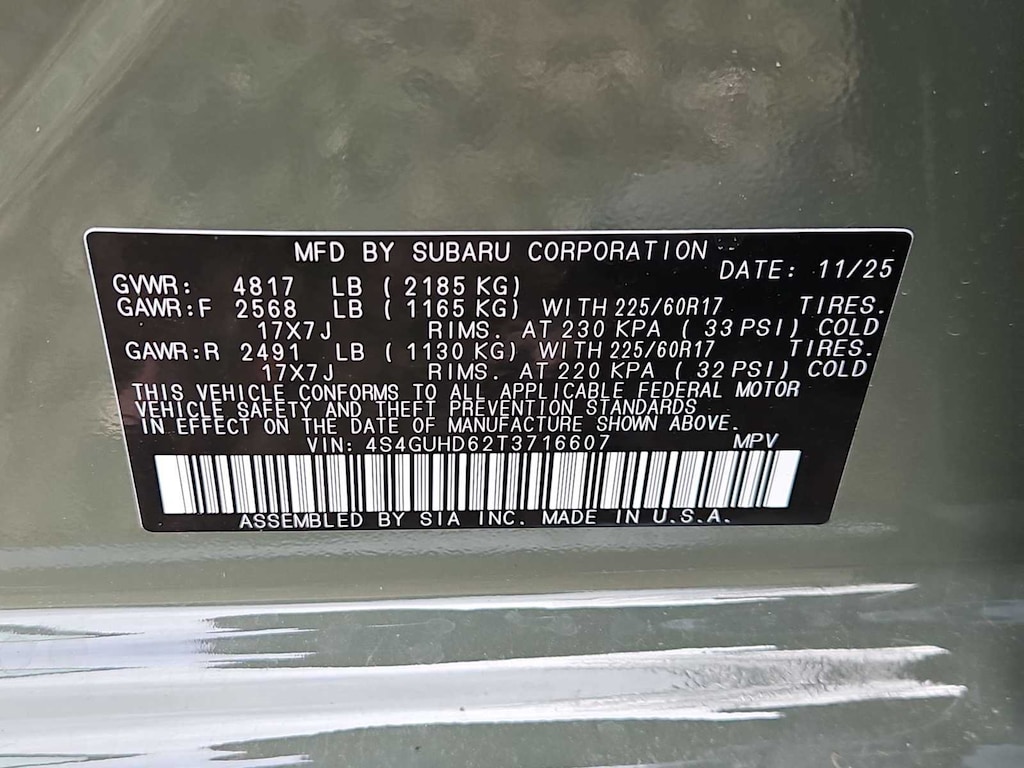 MFD BY SUBARU CORPORATION
DATE: 11/25
GVWR: 4817 LB ( 2185 KG)
GAWR:F 2568 LB ( 1165 KG) WITH 225/60R17 TIRES.
17X7J RIMS. AT 230 KPA ( 33 PSI) COLD
GAWR:R 2491 LB ( 1130 KG) WITH 225/60R17 TIRES.
17X7J RIMS. AT 220 KPA ( 32 PSI) COLD
THIS VEHICLE CONFORMS TO ALL APPLICABLE FEDERAL MOTOR
VEHICLE SAFETY AND THEFT PREVENTION STANDARDS
IN EFFECT ON THE DATE OF MANUFACTURE SHOWN ABOVE.
VIN: 4S4GUHD62T3716607 MPV
ASSEMBLED BY SIA INC. MADE IN U.S.A.